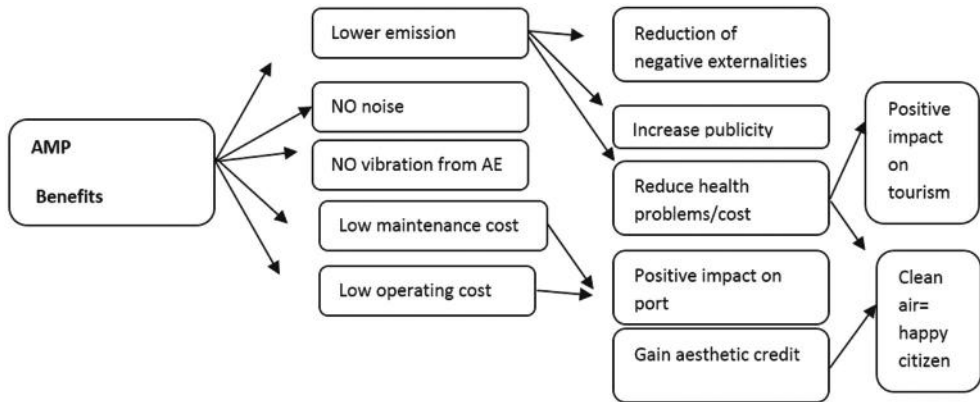 AMP
Benefits
Lower emission
NO noise
NO vibration from AE
Low maintenance cost
Low operating cost
Reduction of
negative externalities
Increase publicity
Reduce health
problems/cost
Positive impact on
port
Gain aesthetic credit
Positive
impact
on
tourism
Clean
air=
happy
citizen